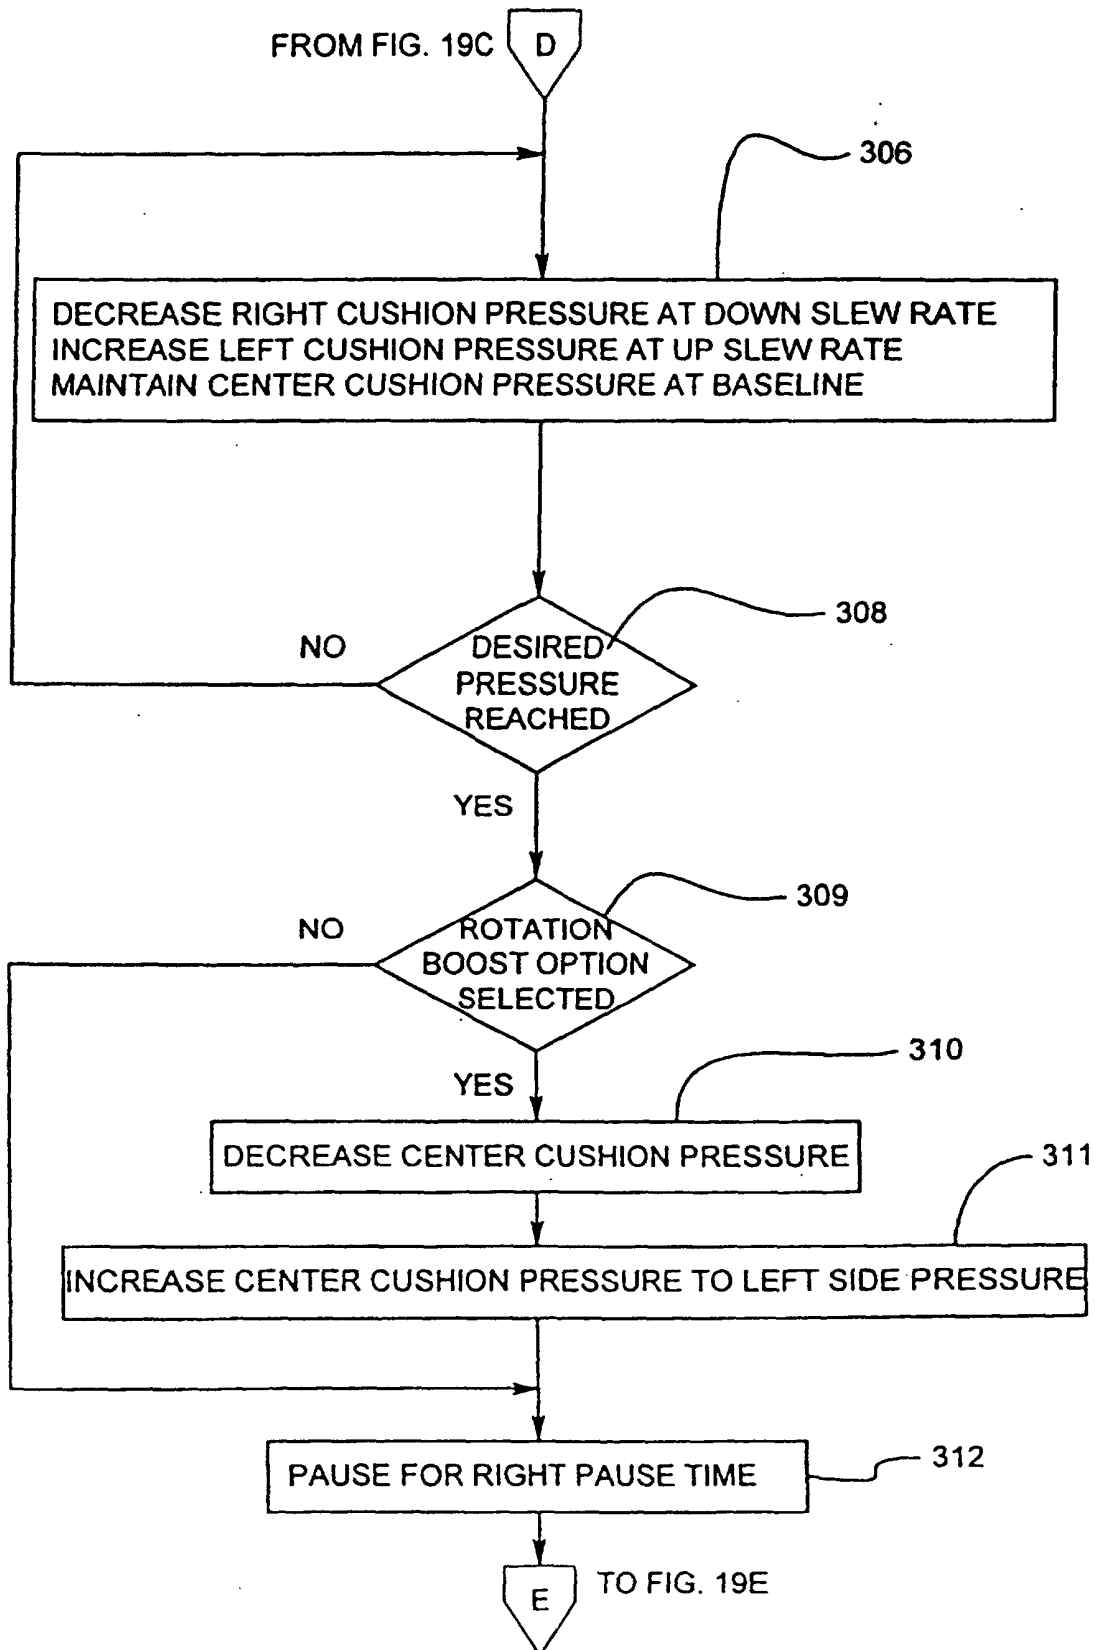 FROM FIG. 19C
D
306
DECREASE RIGHT CUSHION PRESSURE AT DOWN SLEW RATE
INCREASE LEFT CUSHION PRESSURE AT UP SLEW RATE
MAINTAIN CENTER CUSHION PRESSURE AT BASELINE
308
NO
DESIRED
PRESSURE
REACHED
YES
309
NO
ROTATION
BOOST OPTION
SELECTED
310
YES
DECREASE CENTER CUSHION PRESSURE
311
INCREASE CENTER CUSHION PRESSURE TO LEFT SIDE PRESSURE
312
PAUSE FOR RIGHT PAUSE TIME
E
TO FIG. 19E